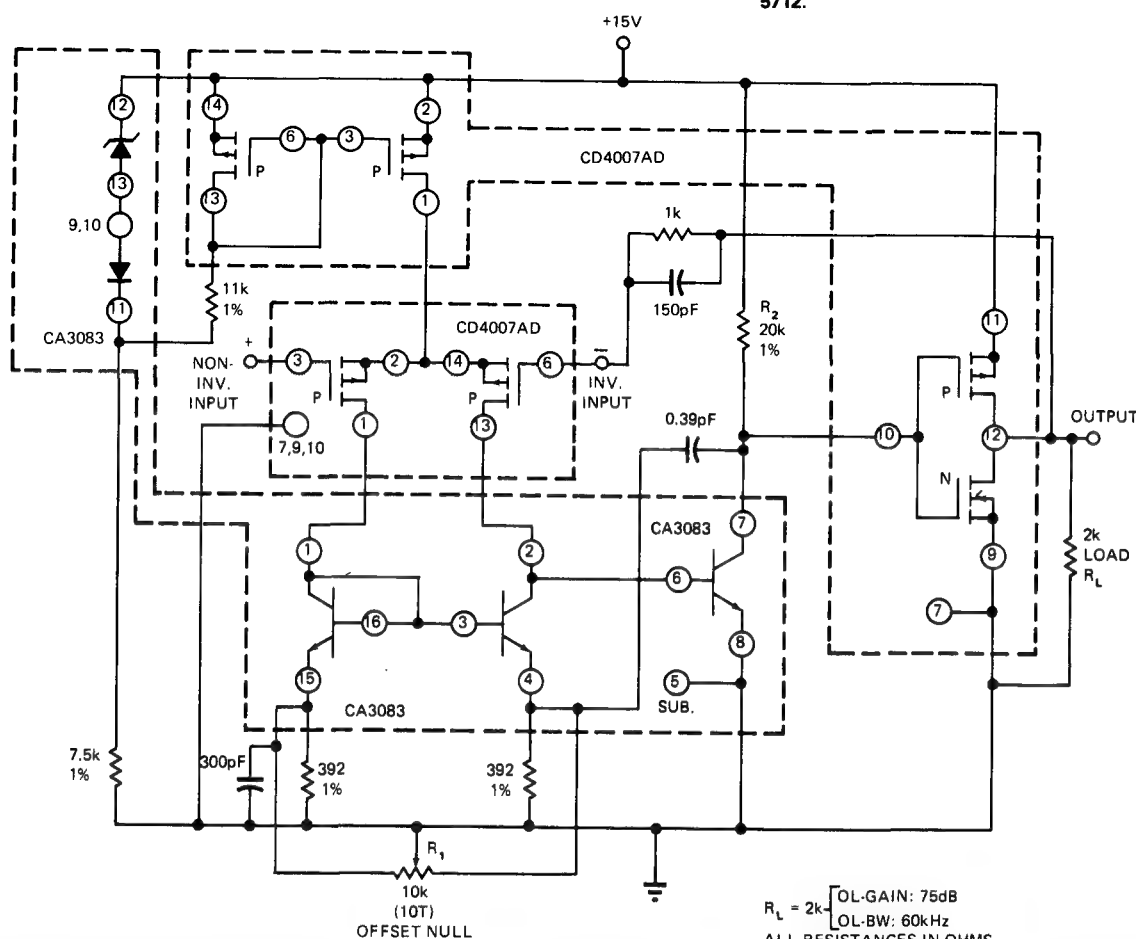 5712.
+15V
12
14
2
6
3
P
P
CD4007AD
13
13
1
9,10
1k
11
11k
1%
150pF
R2
20k
1%
11
CA3083
CD4007AD
+
3
2
14
6
−
NON-
INV.
INPUT
P
P
INV.
INPUT
P
OUTPUT
1
13
0.39pF
10
12
7,9,10
N
1
2
CA3083
7
9
2k
LOAD
RL
6
16
3
7
8
15
4
5
SUB.
CA3083
7.5k
1%
300pF
392
1%
392
1%
R1
10k
(10T)
OFFSET NULL
RL = 2k
OL-GAIN: 75dB
OL-BW: 60kHz
ALL RESISTANCES IN OHMS